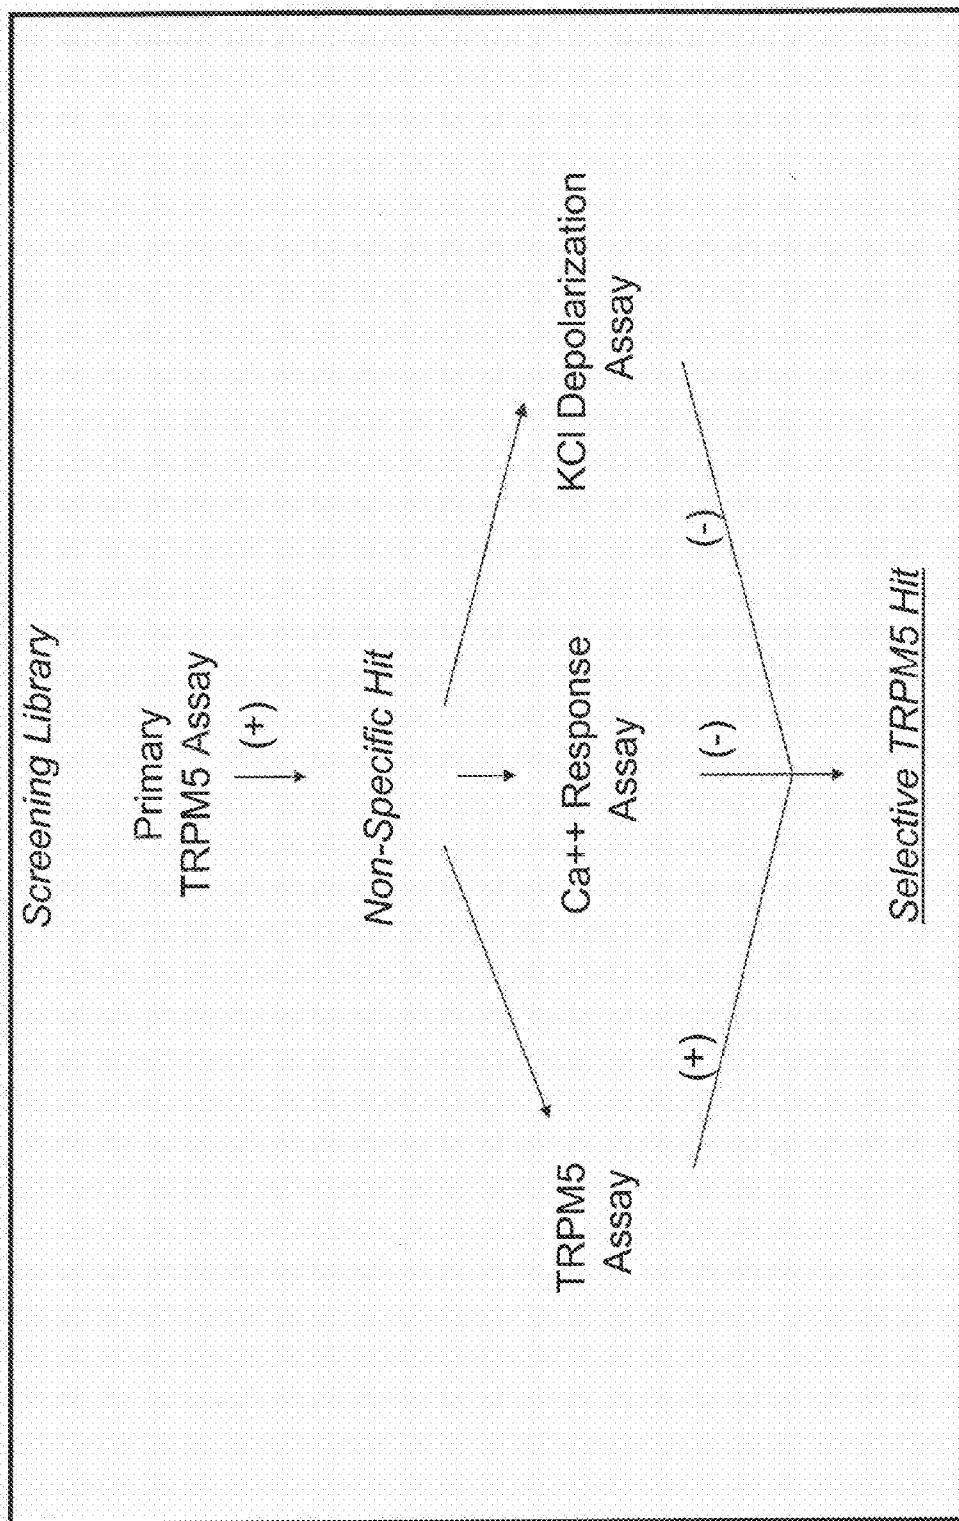 Screening Library
Primary
TRPM5 Assay
(+)
Non-Specific Hit
TRPM5
Assay
Ca++ Response
Assay
KCl Depolarization
Assay
(+)
(-)
(-)
Selective TRPM5 Hit